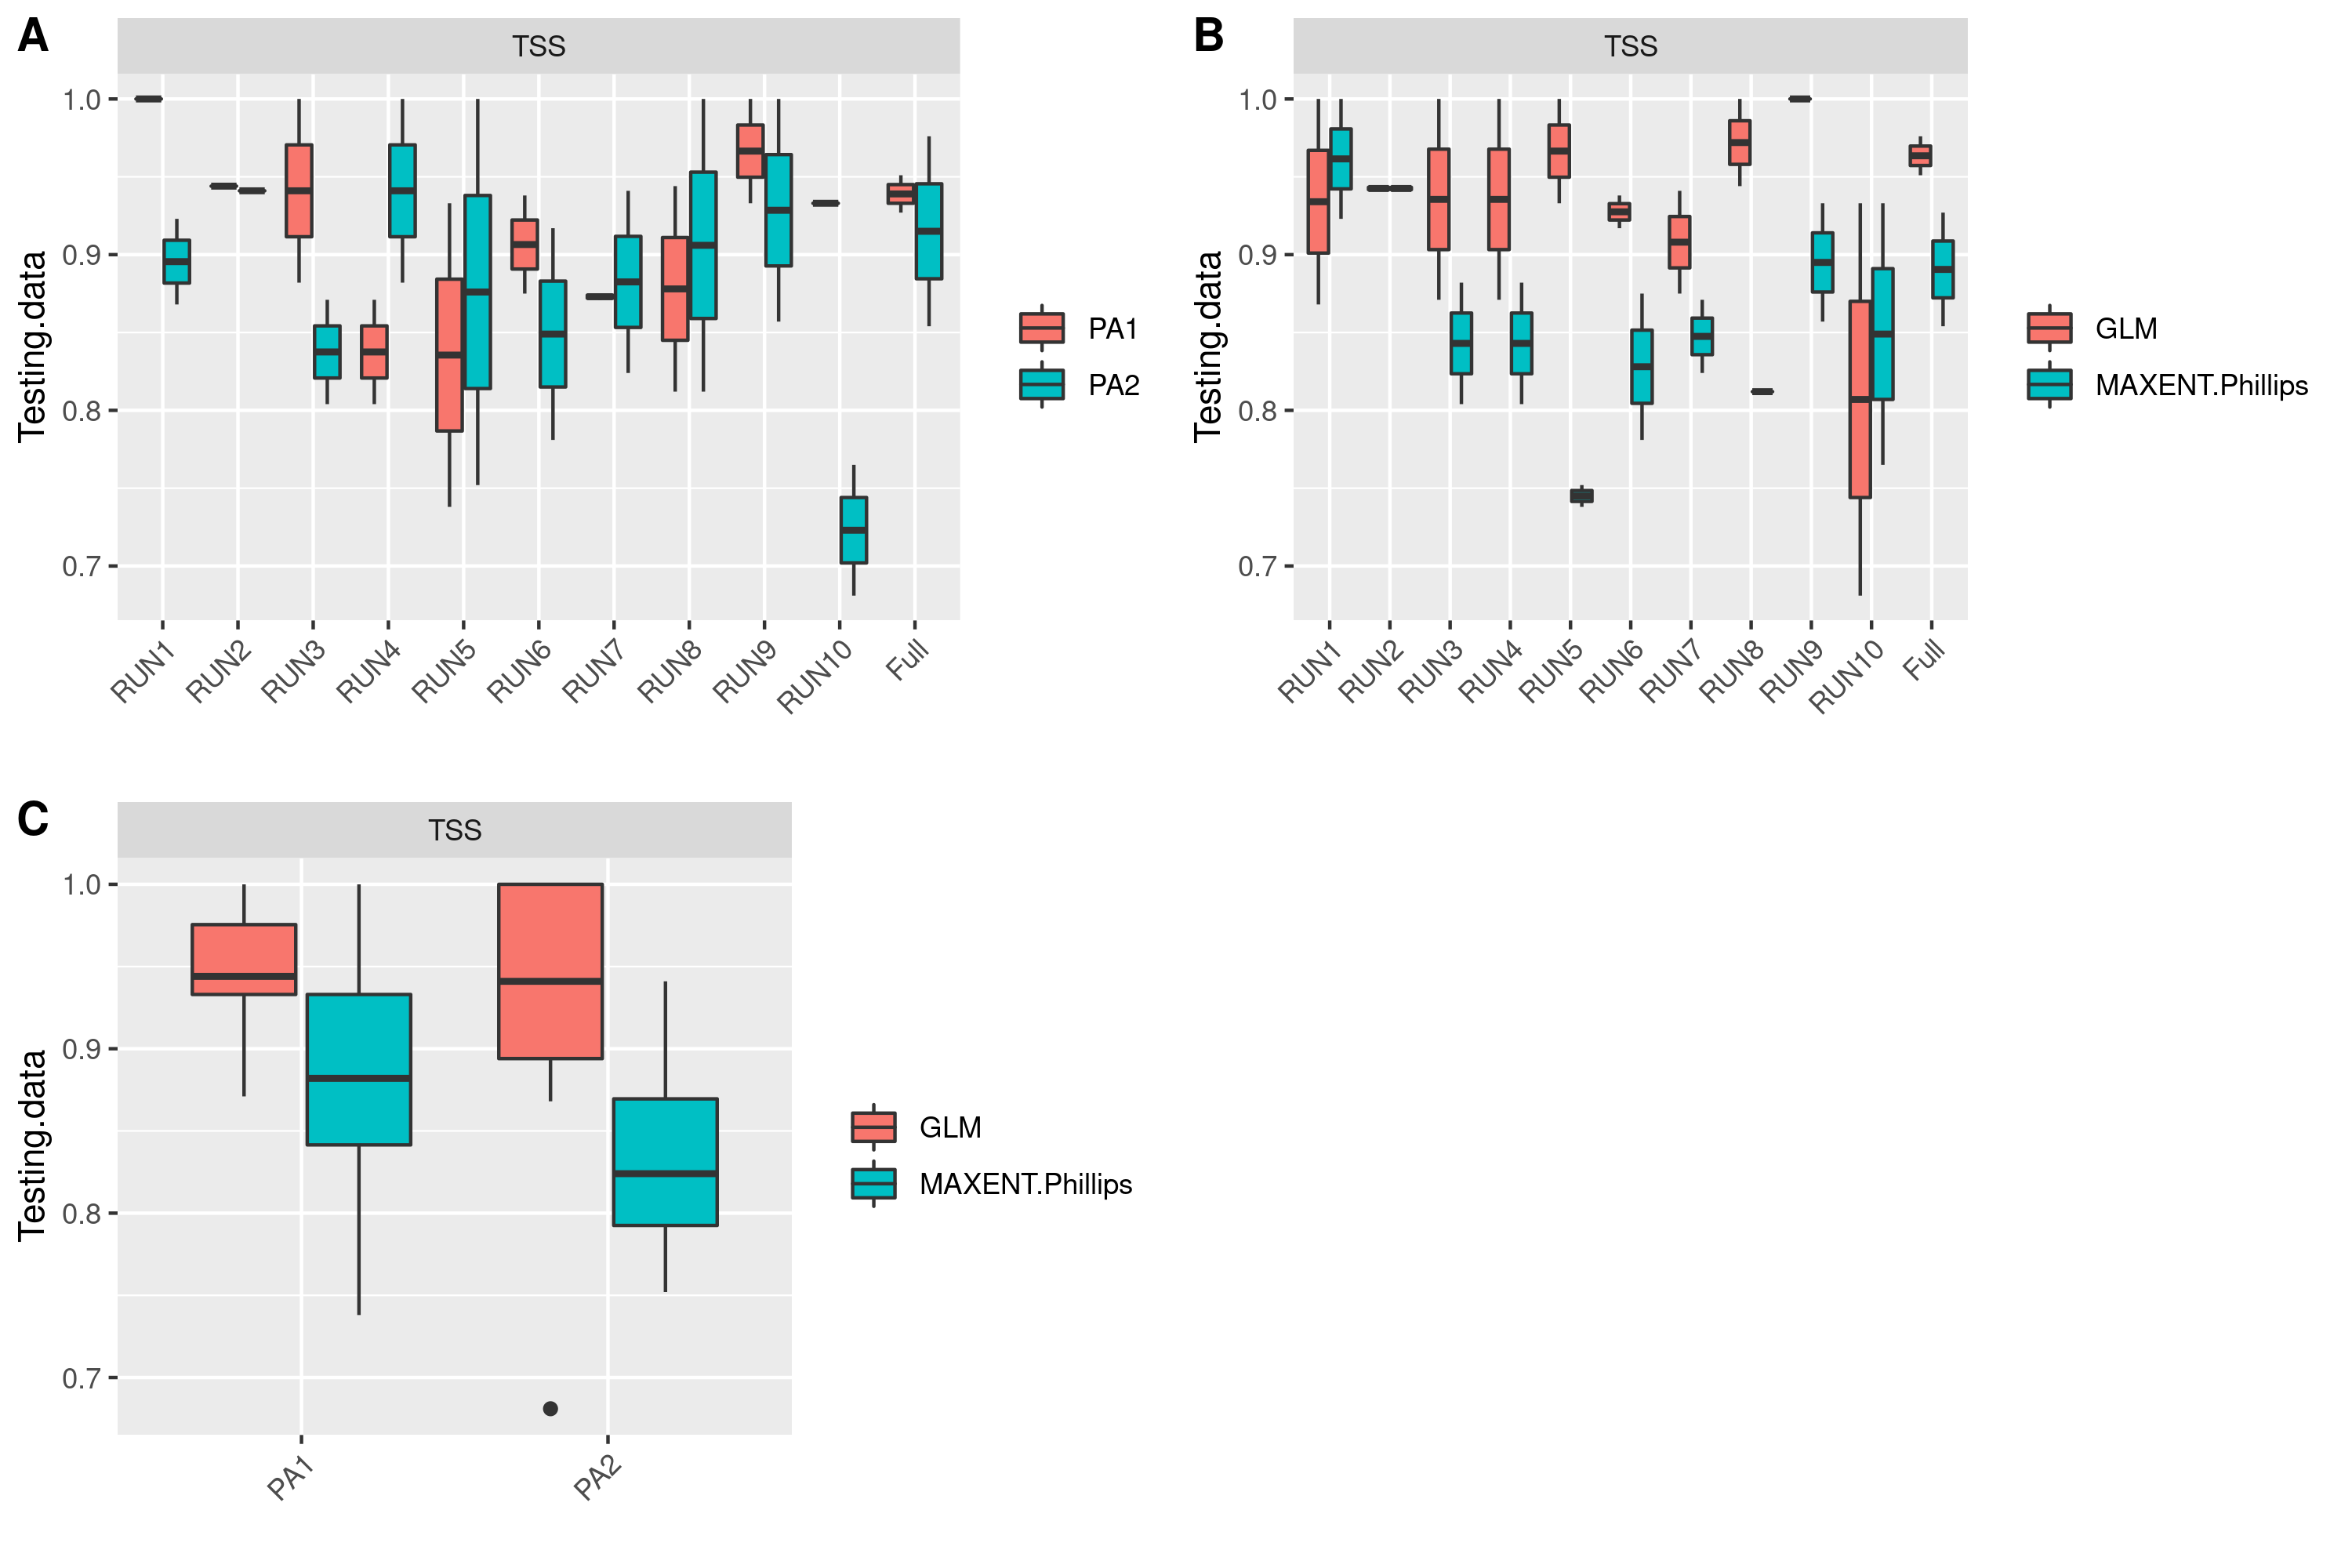 A
TSS
1.0
0.9
0.8
0.7
Testing.data
RUN1
RUN2
RUN3
RUN4
RUN5
RUN6
RUN7
RUN8
RUN9
RUN10
Full
PA1
PA2
B
TSS
1.0
0.9
0.8
0.7
Testing.data
RUN1
RUN2
RUN3
RUN4
RUN5
RUN6
RUN7
RUN8
RUN9
RUN10
Full
GLM
MAXENT.Phillips
C
TSS
1.0
0.9
0.8
0.7
Testing.data
PA1
PA2
GLM
MAXENT.Phillips